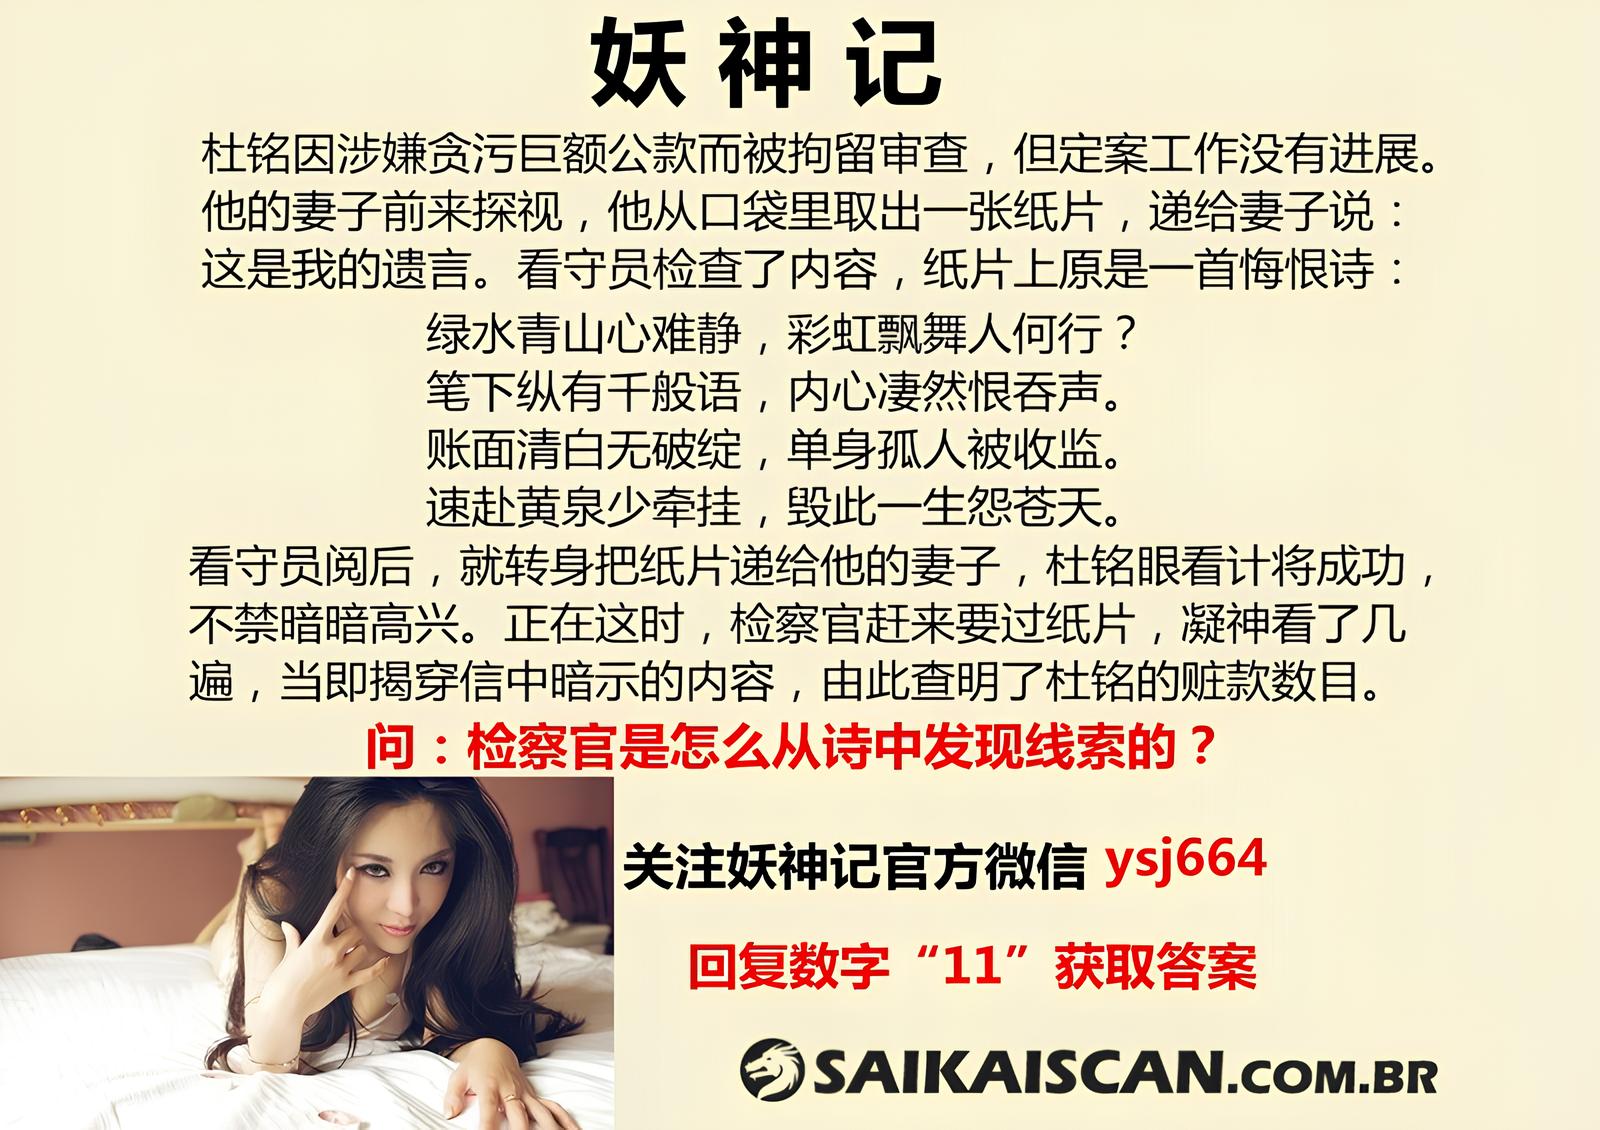 妖神记
杜铭因涉嫌贪污巨额公款而被拘留审查，但定案工作没有进展。
他的妻子前来探视，他从口袋里取出一张纸片，递给妻子说：
这是我的遗言。看守员检查了内容，纸片上原是一首悔恨诗：
绿水青山心难静，彩虹飘舞人何行？
笔下纵有千般语，内心凄然恨吞声。
账面清白无破绽，单身孤人被收监。
速赴黄泉少牵挂，毁此一生怨苍天。
看守员阅后，就转身把纸片递给他的妻子，杜铭眼看计将成功，
不禁暗暗高兴。正在这时，检察官赶来要过纸片，凝神看了几
遍，当即揭穿信中暗示的内容，由此查明了杜铭的赃款数目。
问：检察官是怎么从诗中发现线索的？
关注妖神记官方微信 ysj664
回复数字“11”获取答案
SAIKAISCAN.COM.BR